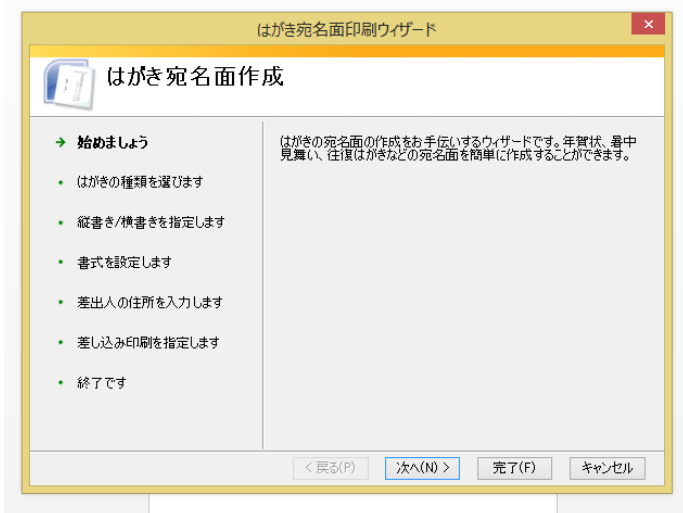 はがき宛名面印刷ウィザード
はがき宛名面作成
始めましょう
はがきの種類を選びます
縦書き/横書きを指定します
書式を設定します
差出人の住所を入力します
差し込み印刷を指定します
終了です
はがきの宛名面の作成をお手伝いするウィザードです。年賀状、暑中
見舞い、往復はがきなどの宛名面を簡単に作成することができます。
< 戻る(P)
次へ(N) >
完了(F)
キャンセル